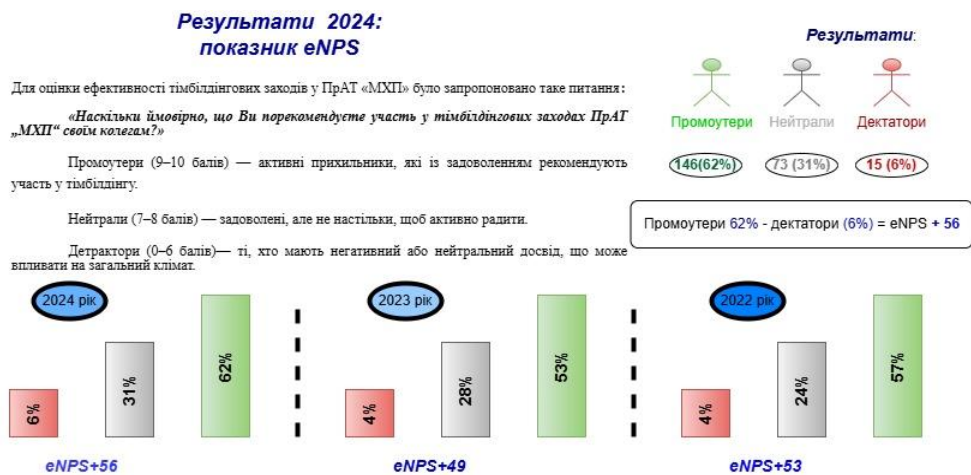 Результати 2024:
показник eNPS
Результати:
Для оцінки ефективності тімбілдінгових заходів у ПрАТ «МХП» було запропоновано таке питання:
«Наскільки ймовірно, що Ви порекомендуєте участь у тімбілдінгових заходах ПрАТ
„МХП“ своїм колегам?»
Промоутери (9–10 балів) — активні прихильники, які із задоволенням рекомендують
участь у тімбілдінгу.
Нейтрали (7–8 балів) — задоволені, але не настільки, щоб активно радити.
Детрактори (0–6 балів)— ті, хто мають негативний або нейтральний досвід, що може
впливати на загальний клімат.
Промоутери Нейтрали Дектатори
146(62%) 73 (31%) 15 (6%)
Промоутери 62% - дектатори (6%) = eNPS + 56
2024 рік
6% 31% 62%
eNPS+56
2023 рік
4% 28% 53%
eNPS+49
2022 рік
4% 24% 57%
eNPS+53